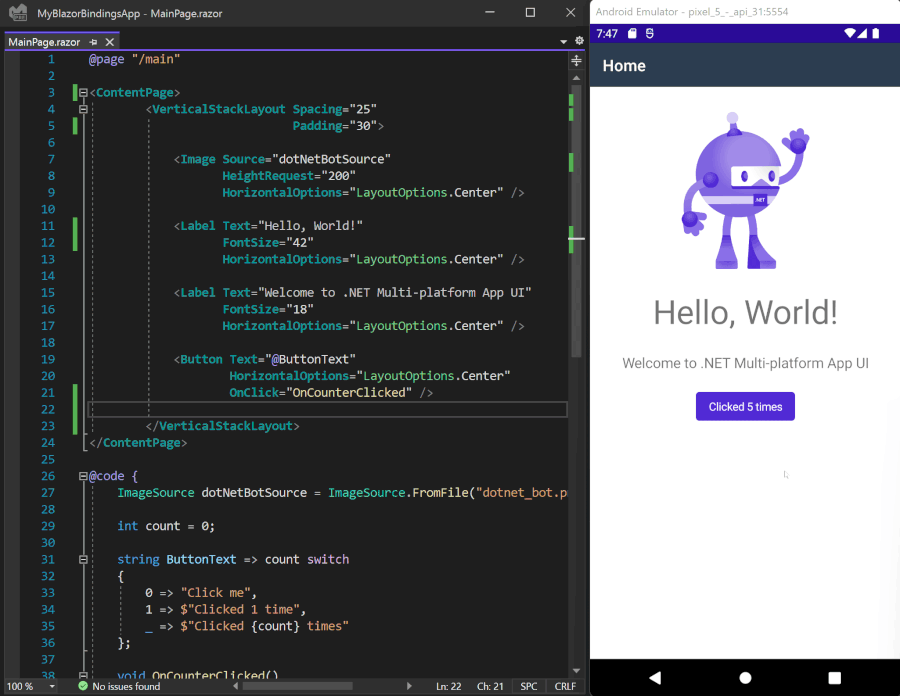 MyBlazorBindingsApp - MainPage.razor
MainPage.razor
1 @page "/main"
2
3 <ContentPage>
4 <VerticalStackLayout Spacing="25"
5 Padding="30">
6
7 <Image Source="dotNetBotSource"
8 HeightRequest="200"
9 HorizontalOptions="LayoutOptions.Center" />
10
11 <Label Text="Hello, World!"
12 FontSize="42"
13 HorizontalOptions="LayoutOptions.Center" />
14
15 <Label Text="Welcome to .NET Multi-platform App UI"
16 FontSize="18"
17 HorizontalOptions="LayoutOptions.Center" />
18
19 <Button Text="@ButtonText"
20 HorizontalOptions="LayoutOptions.Center"
21 OnClick="OnCounterClicked" />
22
23 </VerticalStackLayout>
24 </ContentPage>
25
26 @code {
27 ImageSource dotNetBotSource = ImageSource.FromFile("dotnet_bot.p
28
29 int count = 0;
30
31 string ButtonText => count switch
32 {
33 0 => "Click me",
34 1 => $"Clicked 1 time",
35 _ => $"Clicked {count} times"
36 };
37
38 void OnCounterClicked()
100 %
No issues found
Ln: 22 Ch: 21 SPC CRLF
Android Emulator - pixel_5_-_api_31:5554
7:47
Home
.NET
Hello, World!
Welcome to .NET Multi-platform App UI
Clicked 5 times